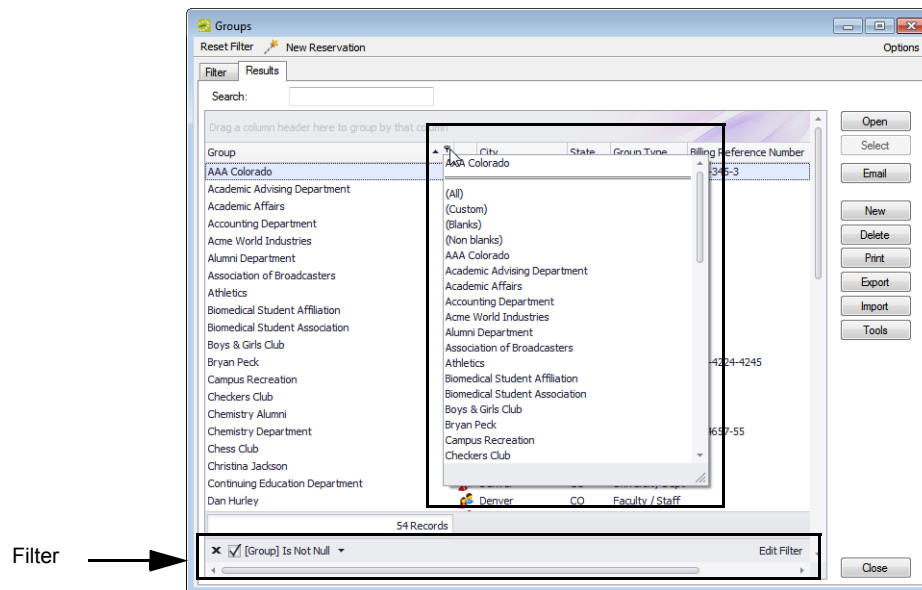 Groups
Reset Filter New Reservation Options
Filter Results
Search:
Drag a column header here to group by that column
Group City State Group Type Billing Reference Number
AAA Colorado
Academic Advising Department
Academic Affairs
Accounting Department
Acme World Industries
Alumni Department
Association of Broadcasters
Athletics
Biomedical Student Affiliation
Biomedical Student Association
Boys & Girls Club
Bryan Peck
Campus Recreation
Checkers Club
Chemistry Alumni
Chemistry Department
Chess Club
Christina Jackson
Continuing Education Department
Dan Hurley Denver CO Faculty / Staff
AAA Colorado
(All)
(Custom)
(Blanks)
(Non blanks)
AAA Colorado
Academic Advising Department
Academic Affairs
Accounting Department
Acme World Industries
Alumni Department
Association of Broadcasters
Athletics
Biomedical Student Affiliation
Biomedical Student Association
Boys & Girls Club
Bryan Peck
Campus Recreation
Checkers Club
-345-3
-4224-4245
4657-55
Open
Select
Email
New
Delete
Print
Export
Import
Tools
54 Records
[Group] Is Not Null Edit Filter
Close
Filter